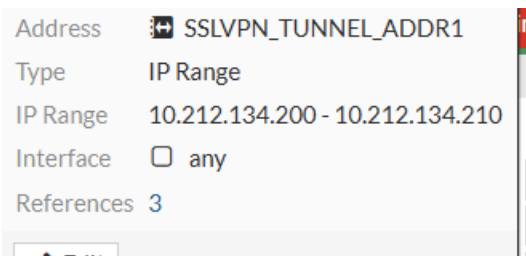 Address SSLVPN_TUNNEL_ADDR1
Type IP Range
IP Range 10.212.134.200 - 10.212.134.210
Interface any
References 3